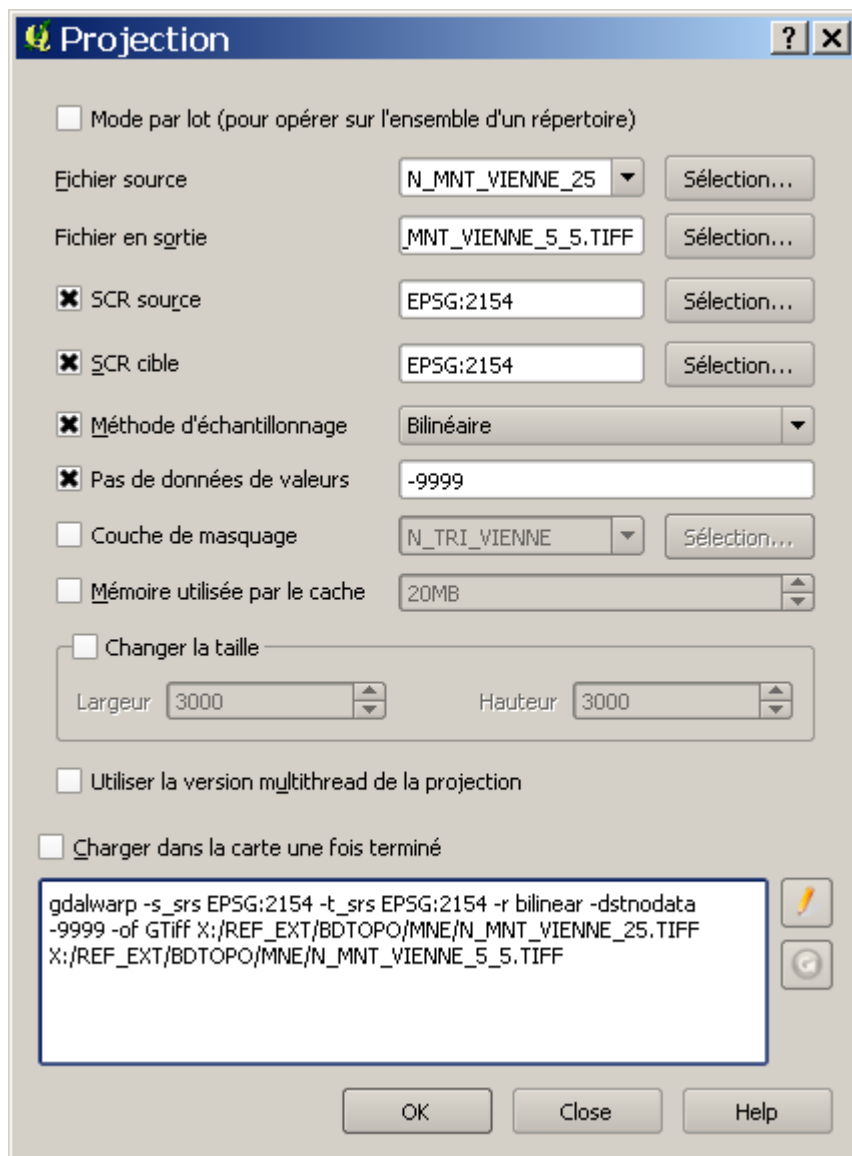 Projection
Mode par lot (pour opérer sur l'ensemble d'un répertoire)
Fichier source N_MNT_VIENNE_25 Sélection...
Fichier en sortie _MNT_VIENNE_5_5.TIFF Sélection...
SCR source EPSG:2154 Sélection...
SCR cible EPSG:2154 Sélection...
Méthode d'échantillonnage Bilinéaire
Pas de données de valeurs -9999
Couche de masquage N_TRI_VIENNE Sélection...
Mémoire utilisée par le cache 20MB
Changer la taille
Largeur 3000 Hauteur 3000
Utiliser la version multithread de la projection
Charger dans la carte une fois terminé
gdalwarp -s_srs EPSG:2154 -t_srs EPSG:2154 -r bilinear -dstnodata
-9999 -of GTiff X:/REF_EXT/BDTOPO/MNE/N_MNT_VIENNE_25.TIFF
X:/REF_EXT/BDTOPO/MNE/N_MNT_VIENNE_5_5.TIFF
OK Close Help